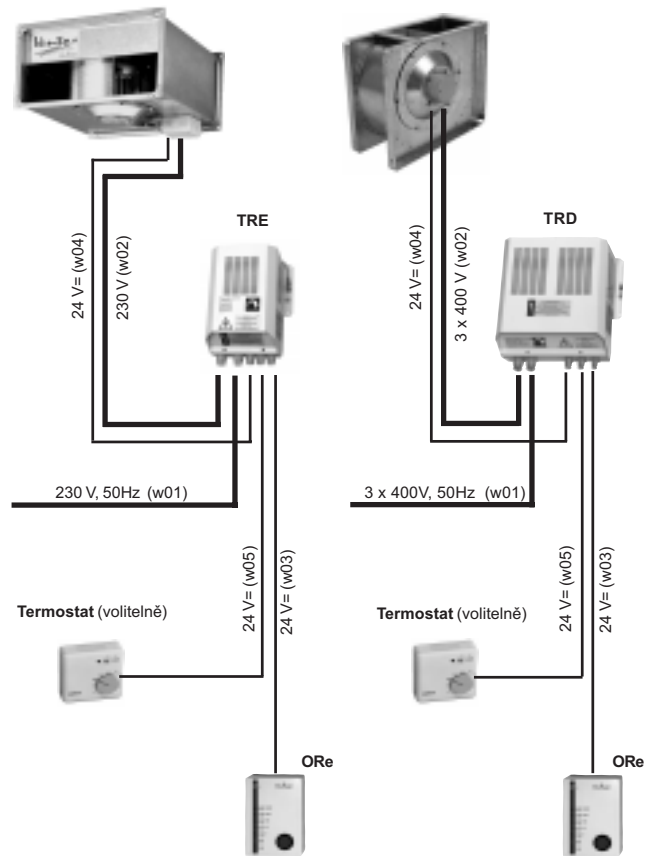 TRE
24 V= (w04)
230 V (w02)
230 V, 50Hz (w01)
24 V= (w05)
24 V= (w03)
Termostat (volitelně)
ORe
TRD
24 V= (w04)
3 x 400 V (w02)
3 x 400V, 50Hz (w01)
24 V= (w05)
24 V= (w03)
Termostat (volitelně)
ORe